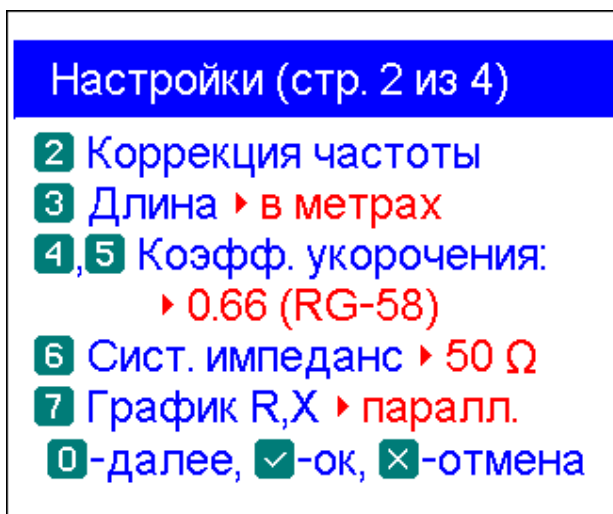 Настройки (стр. 2 из 4)
2 Коррекция частоты
3 Длина ▸ в метрах
4,5 Коэфф. укорочения:
▸ 0.66 (RG-58)
6 Сист. импеданс ▸ 50 Ω
7 График R,X ▸ паралл.
0-далее, ✓-ок, ×-отмена